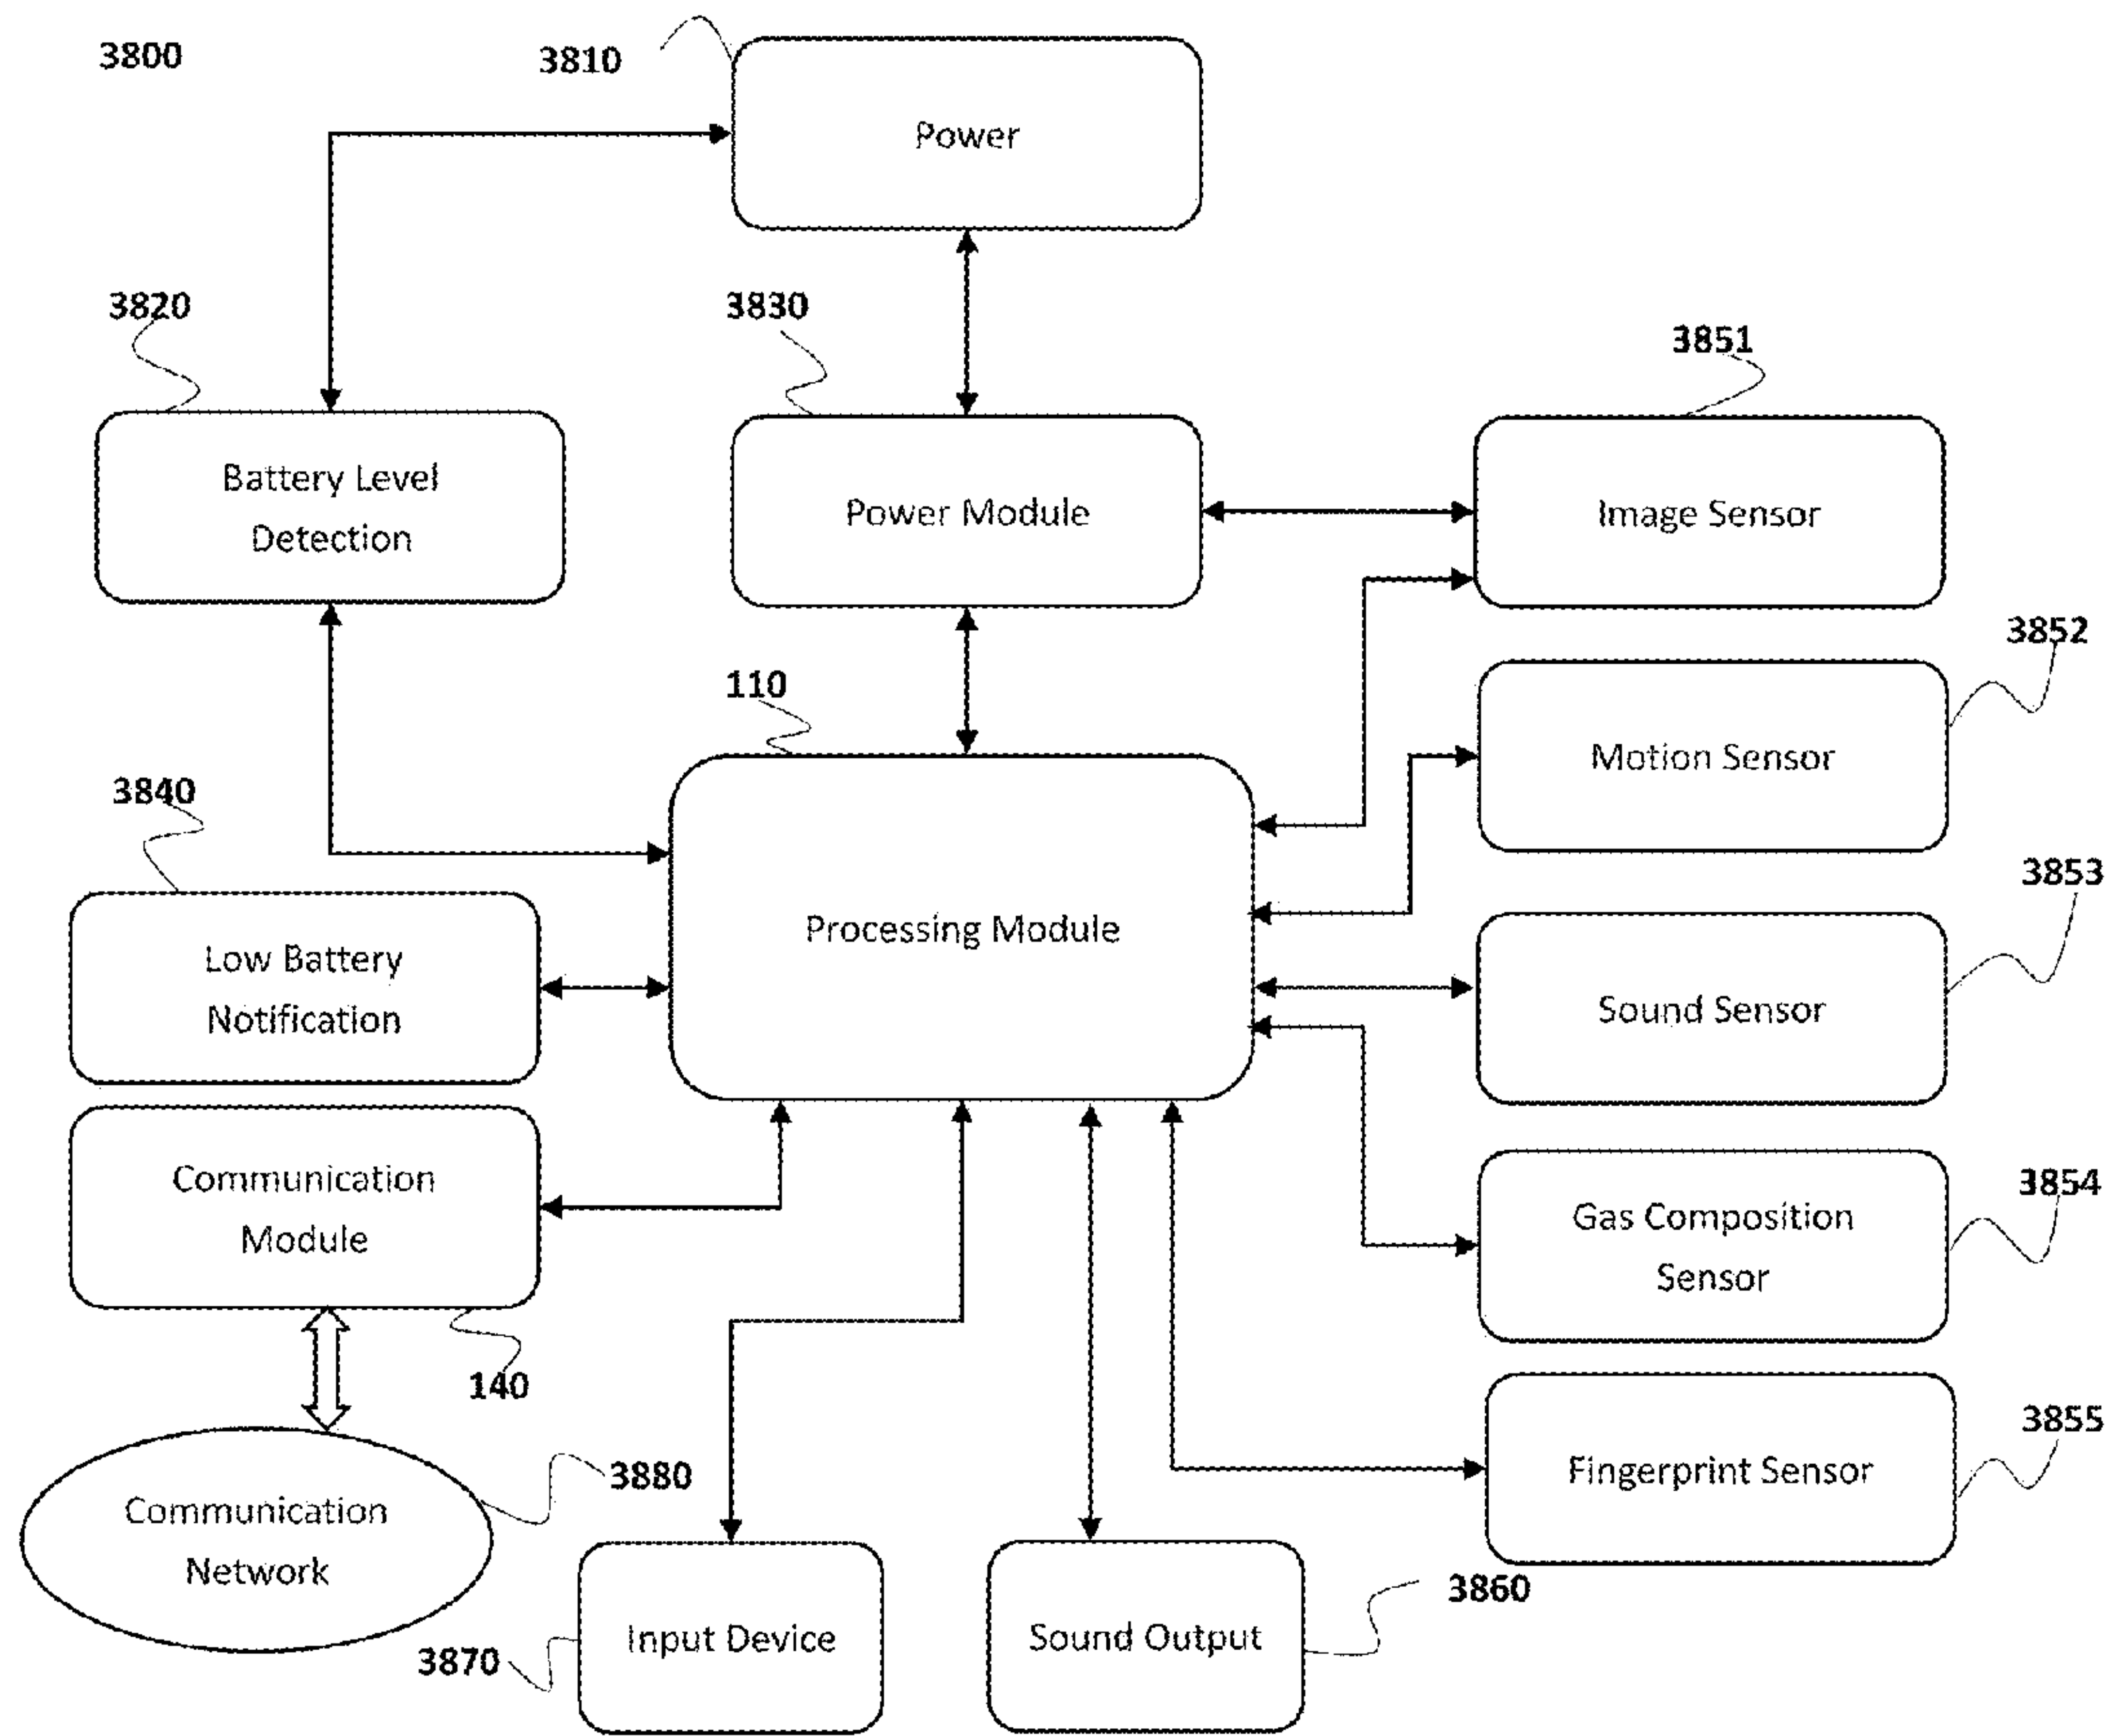 3800
3810
Power
3820
3830
3851
Battery Level
Detection
Power Module
Image Sensor
3852
110
Motion Sensor
3840
3853
Processing Module
Low Battery
Notification
Sound Sensor
Communication
Module
3854
Gas Composition
Sensor
140
3855
3880
Fingerprint Sensor
Communication
Network
3860
Input Device
Sound Output
3870